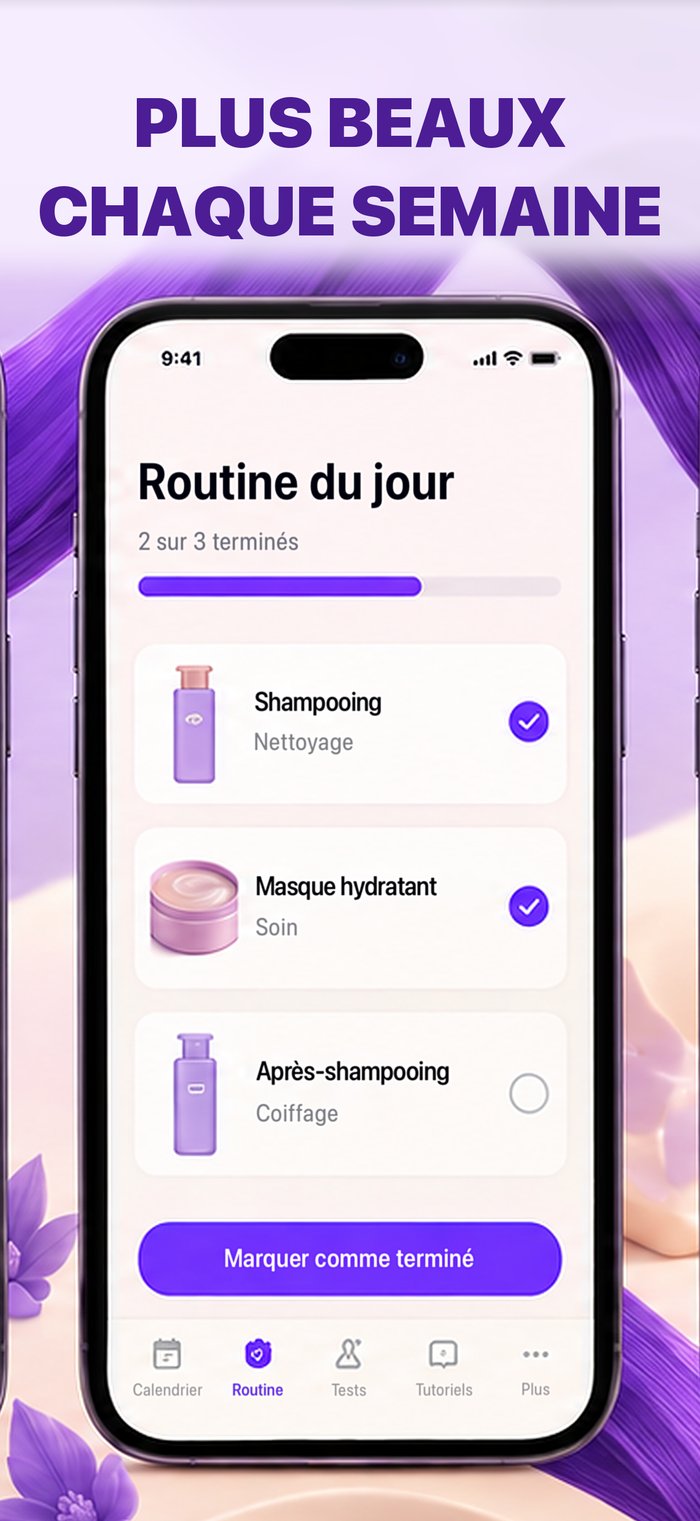 PLUS BEAUX
CHAQUE SEMAINE
9:41
Routine du jour
2 sur 3 terminés
Shampooing
Nettoyage
Masque hydratant
Soin
Après-shampooing
Coiffage
Marquer comme terminé
Calendrier
Routine
Tests
Tutoriels
Plus